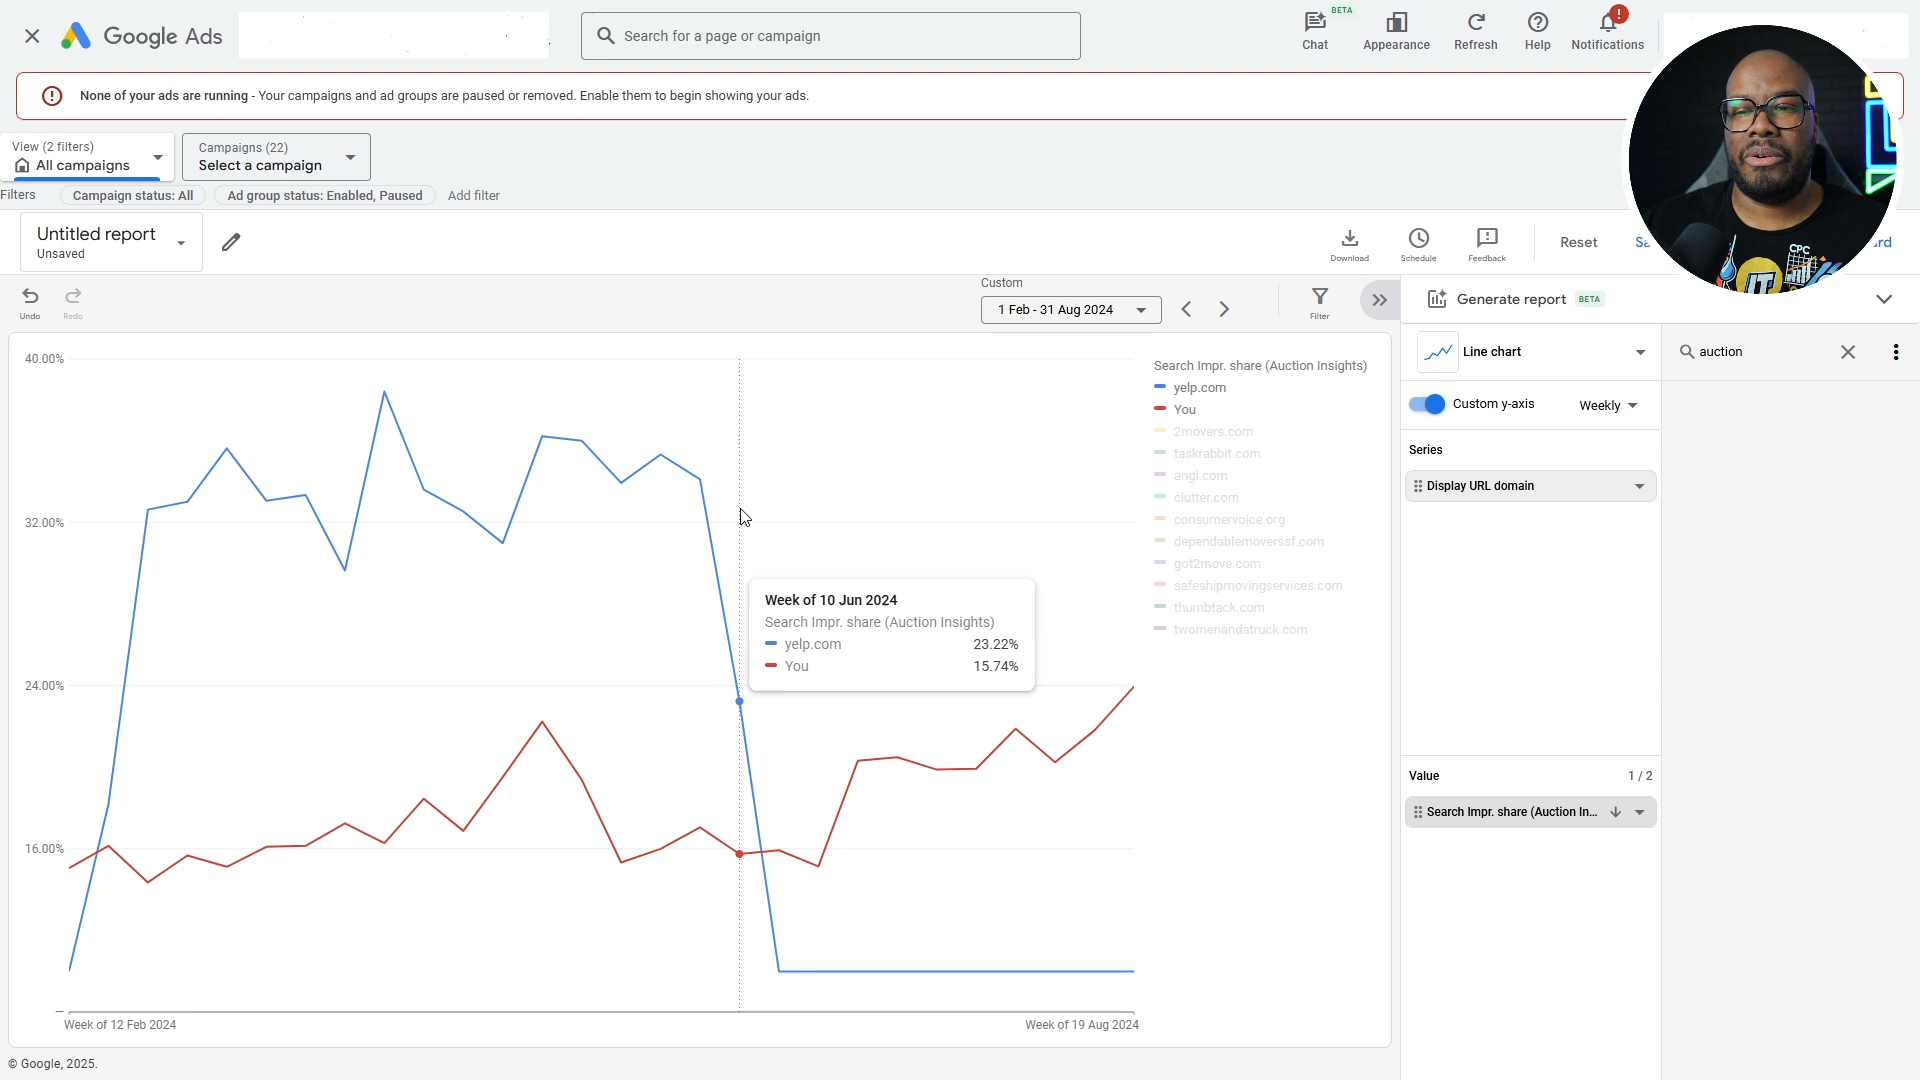 Google Ads
Search for a page or campaign
BETA
Chat
Appearance
Refresh
Help
!
Notifications
None of your ads are running - Your campaigns and ad groups are paused or removed. Enable them to begin showing your ads.
View (2 filters)
All campaigns
Campaigns (22)
Select a campaign
Filters
Campaign status: All
Ad group status: Enabled, Paused
Add filter
Untitled report
Unsaved
Download
Schedule
Feedback
Reset
Sa
rd
CPC
IT
Undo
Redo
Custom
1 Feb - 31 Aug 2024
Filter
Generate report BETA
Line chart
auction
Custom y-axis
Weekly
Series
Display URL domain
Value
1 / 2
Search Impr. share (Auction In...
40.00%
32.00%
24.00%
16.00%
–
Week of 12 Feb 2024
Week of 19 Aug 2024
Week of 10 Jun 2024
Search Impr. share (Auction Insights)
yelp.com 23.22%
You 15.74%
Search Impr. share (Auction Insights)
yelp.com
You
2movers.com
taskrabbit.com
angi.com
clutter.com
consumervoice.org
dependablemoverssf.com
got2move.com
safeshipmovingservices.com
thumbtack.com
twomenandatruck.com
© Google, 2025.